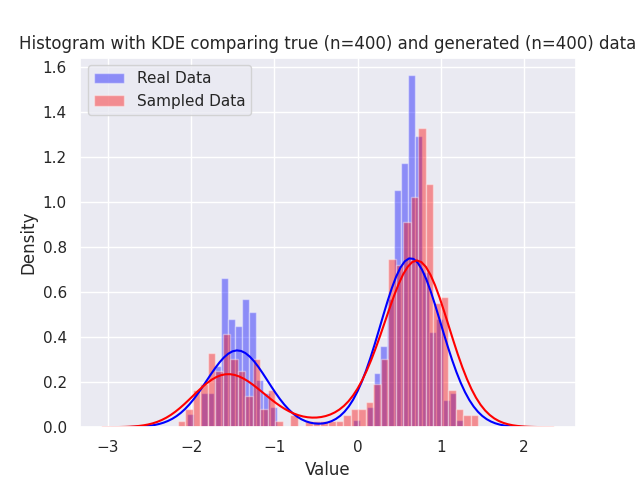 Histogram with KDE comparing true (n=400) and generated (n=400) data
Real Data
Sampled Data
Density
1.6
1.4
1.2
1.0
0.8
0.6
0.4
0.2
0.0
−3 −2 −1 0 1 2
Value